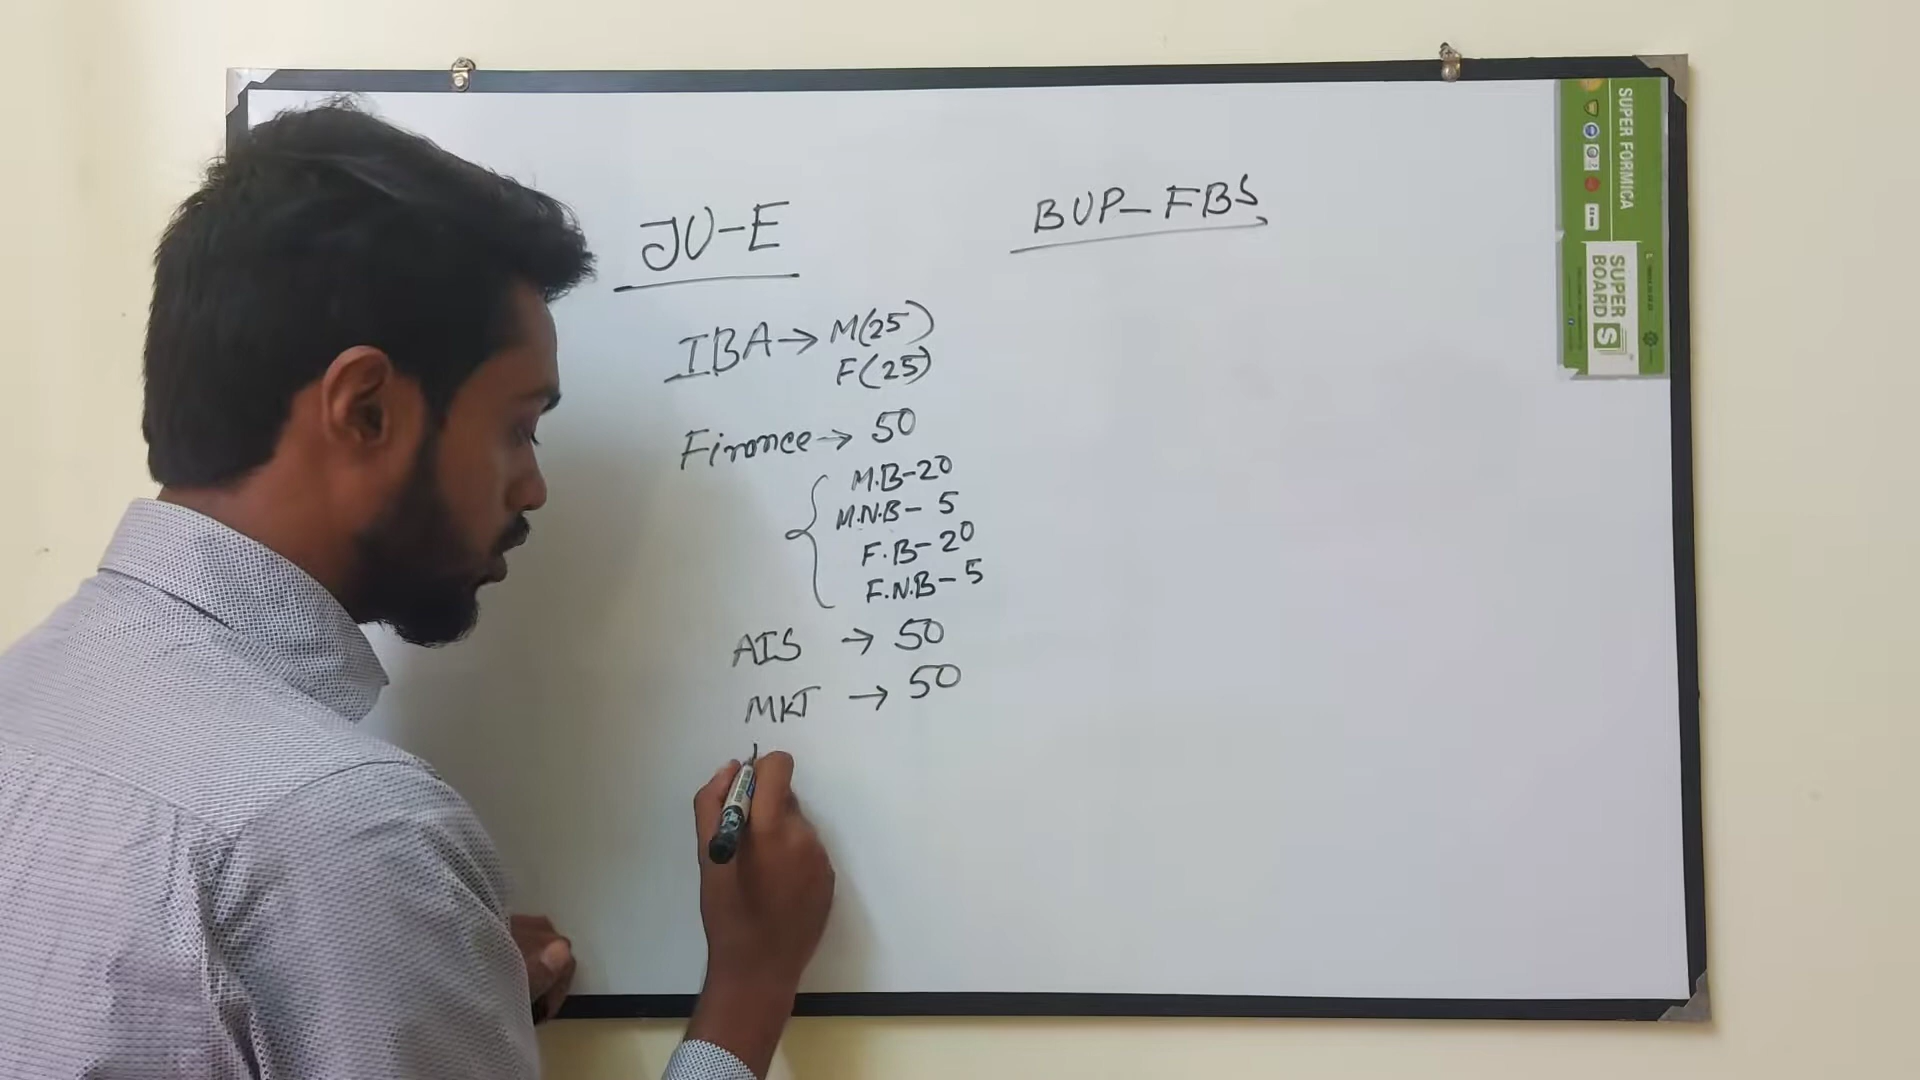 JU-E
IBA → M(25)
F(25)
Finance → 50
M.B-20
M.N.B- 5
F.B-20
F.N.B- 5
AIS → 50
MKT → 50
BUP-FBS
SUPER FORMICA
SUPER
BOARD S